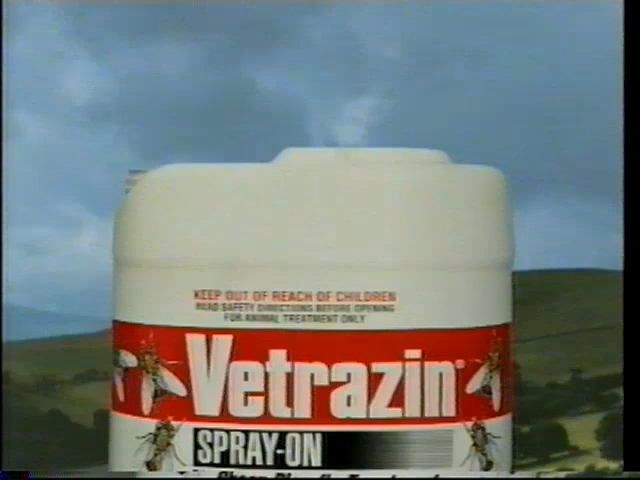 KEEP OUT OF REACH OF CHILDREN
READ SAFETY DIRECTIONS BEFORE OPENING
FOR ANIMAL TREATMENT ONLY
Vetrazin
SPRAY-ON